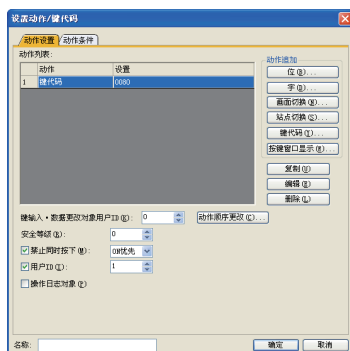 设置动作/键代码
动作设置 动作条件
动作列表:
动作 设置
1 键代码 0080
动作追加
位(B)...
字(D)...
画面切换(N)...
站点切换(S)...
键代码(Y)...
按键窗口显示(W)...
复制(V)
编辑(E)
删除(L)
键输入・数据更改对象用户ID(R): 0
动作顺序更改(C)...
安全等级(A): 0
禁止同时按下(M): ON优先
用户ID(I): 1
操作日志对象(P)
名称:
确定 取消